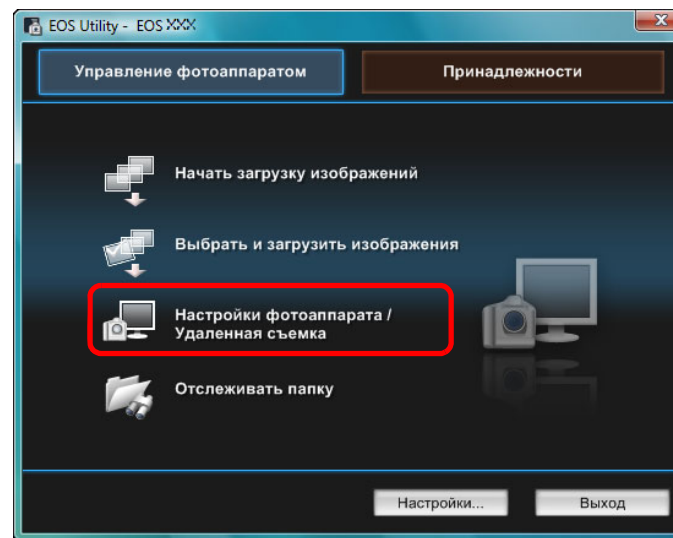 EOS Utility - EOS XXX
Управление фотоаппаратом
Принадлежности
Начать загрузку изображений
Выбрать и загрузить изображения
Настройки фотоаппарата /
Удаленная съемка
Отслеживать папку
Настройки...
Выход